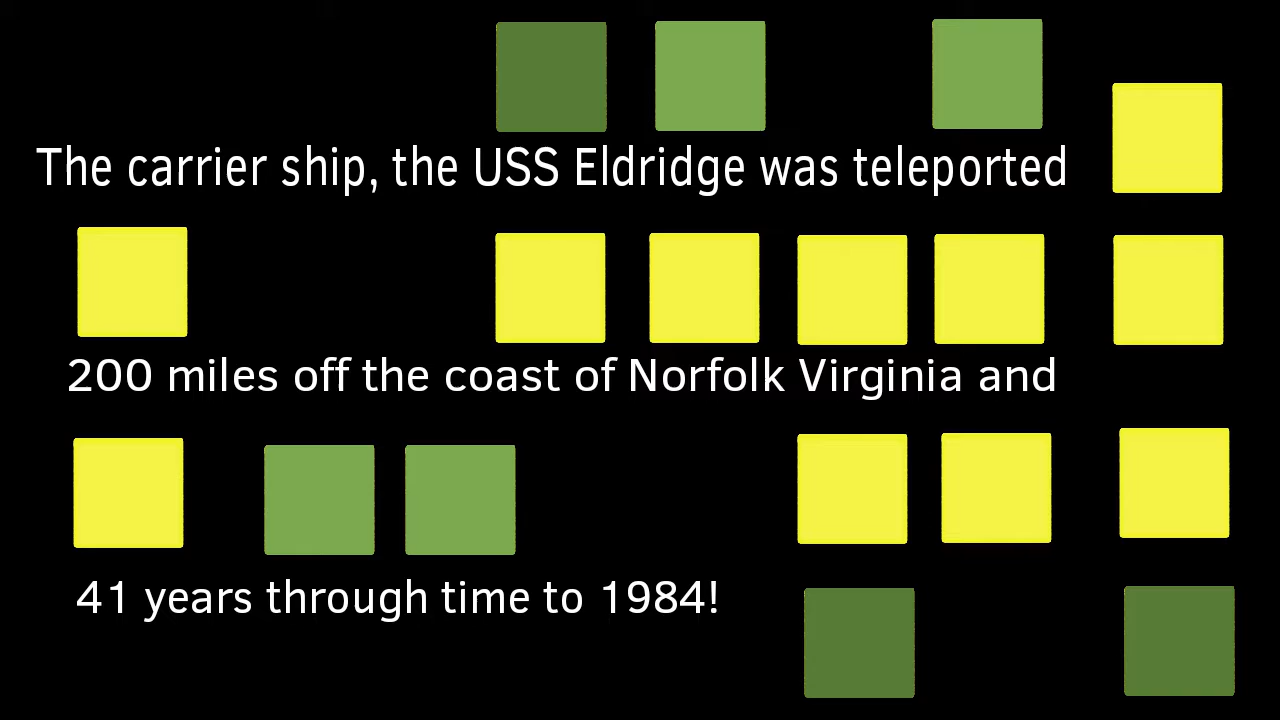 The carrier ship, the USS Eldridge was teleported
200 miles off the coast of Norfolk Virginia and
41 years through time to 1984!